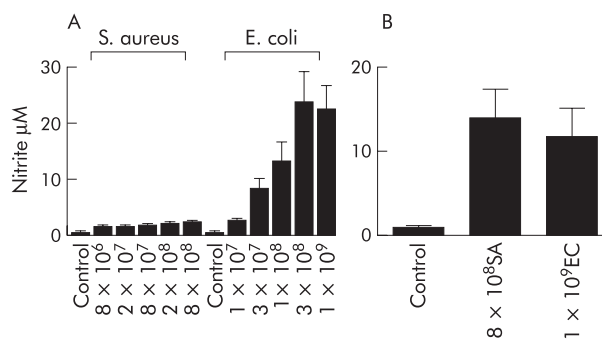 A
B
S. aureus
E. coli
Nitrite μM
30
20
10
0
Control
8 × 10⁶
2 × 10⁷
8 × 10⁷
2 × 10⁸
8 × 10⁸
Control
1 × 10⁷
3 × 10⁷
1 × 10⁸
3 × 10⁸
1 × 10⁹
20
10
0
Control
8 × 10⁸SA
1 × 10⁹EC